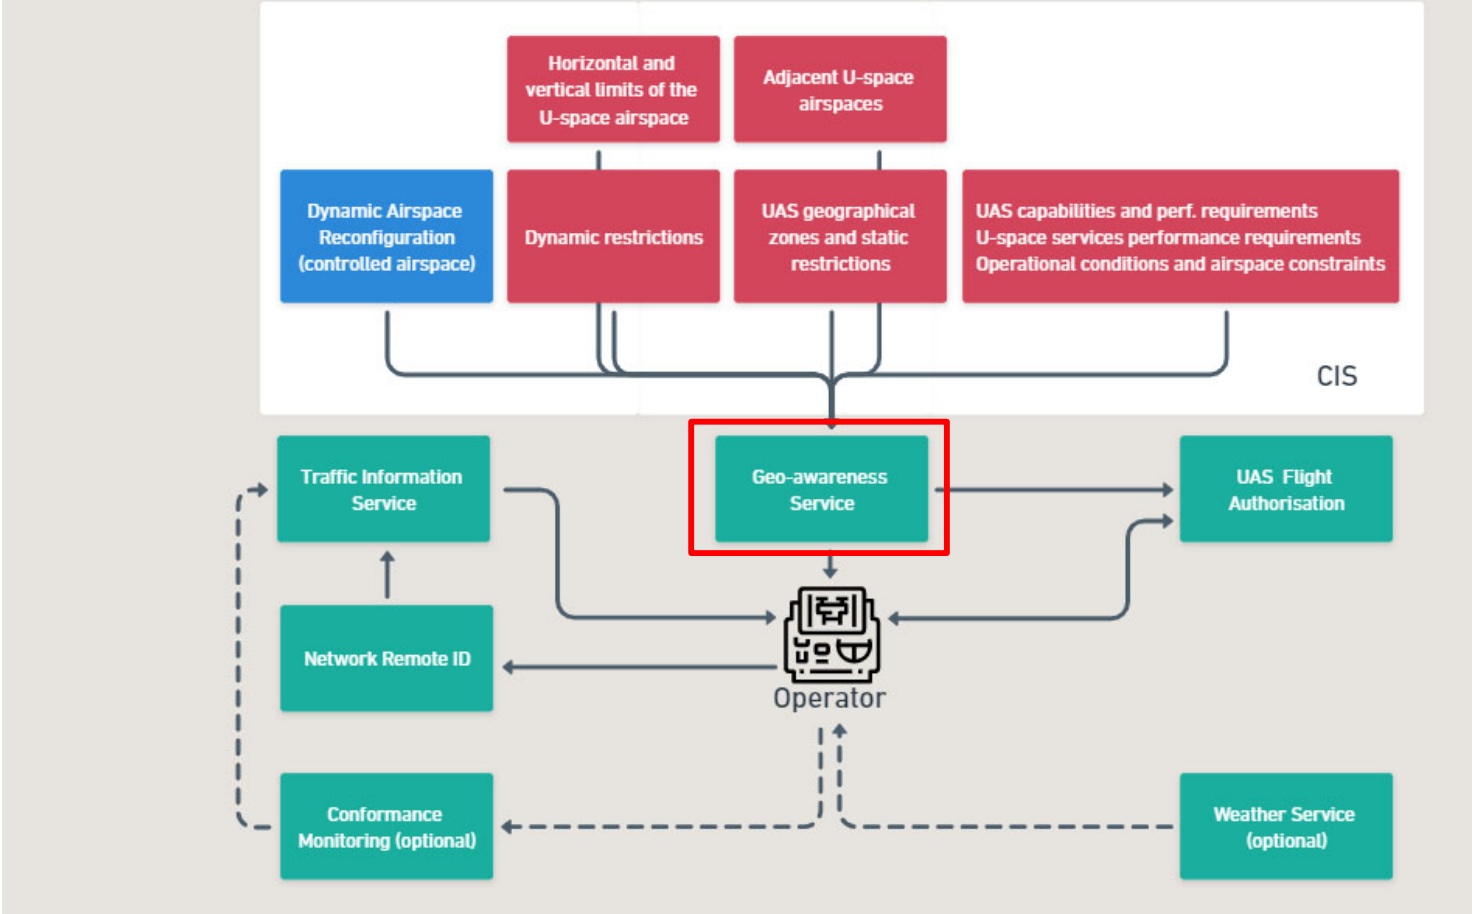 Horizontal and
vertical limits of the
U-space airspace
Adjacent U-space
airspaces
Dynamic Airspace
Reconfiguration
(controlled airspace)
Dynamic restrictions
UAS geographical
zones and static
restrictions
UAS capabilities and perf. requirements
U-space services performance requirements
Operational conditions and airspace constraints
CIS
Traffic Information
Service
Geo-awareness
Service
UAS Flight
Authorisation
Network Remote ID
Operator
Conformance
Monitoring (optional)
Weather Service
(optional)